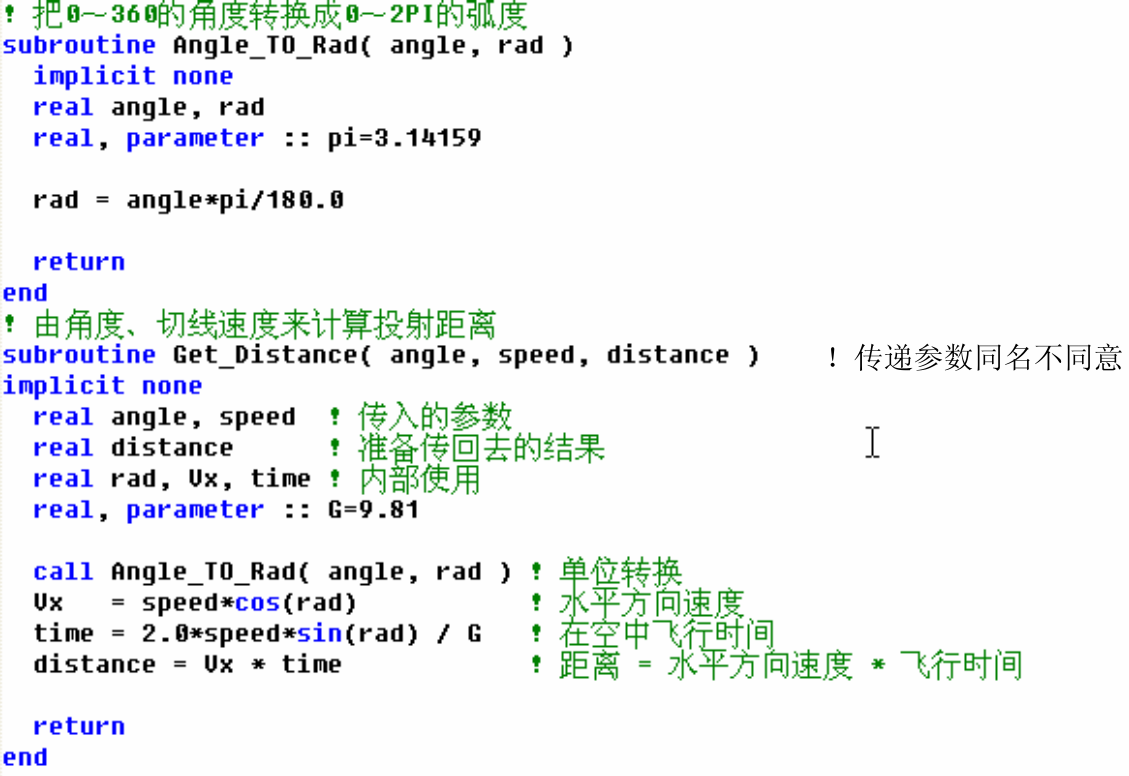 ! 把0～360的角度转换成0～2PI的弧度
subroutine Angle_TO_Rad( angle, rad )
  implicit none
  real angle, rad
  real, parameter :: pi=3.14159

  rad = angle*pi/180.0

  return
end
! 由角度、切线速度来计算投射距离
subroutine Get_Distance( angle, speed, distance )    ! 传递参数同名不同意
implicit none
  real angle, speed  ! 传入的参数
  real distance      ! 准备传回去的结果
  real rad, Vx, time ! 内部使用
  real, parameter :: G=9.81

  call Angle_TO_Rad( angle, rad ) ! 单位转换
  Vx   = speed*cos(rad)           ! 水平方向速度
  time = 2.0*speed*sin(rad) / G   ! 在空中飞行时间
  distance = Vx * time            ! 距离 = 水平方向速度 * 飞行时间

  return
end